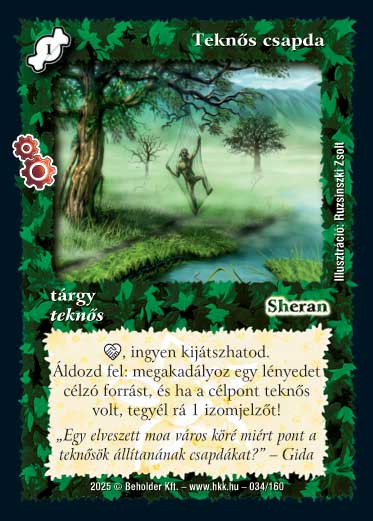 1
Teknős csapda
Illusztráció: Ruzsinszki Zsolt
tárgy
teknős
Sheran
, ingyen kijátszhatod.
Áldozd fel: megakadályoz egy lényedet
célzó forrást, és ha a célpont teknős
volt, tegyél rá 1 izomjelzőt!
„Egy elveszett moa város köré miért pont a
teknősök állítanának csapdákat?” – Gida
2025 © Beholder Kft. – www.hkk.hu – 034/160